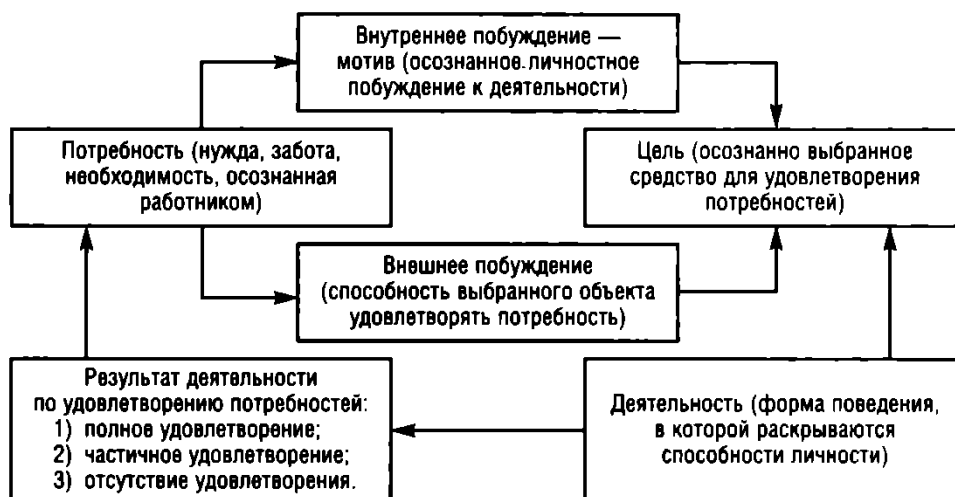 Внутреннее побуждение —
мотив (осознанное личностное
побуждение к деятельности)
Потребность (нужда, забота,
необходимость, осознанная
работником)
Цель (осознанно выбранное
средство для удовлетворения
потребностей)
Внешнее побуждение
(способность выбранного объекта
удовлетворять потребность)
Результат деятельности
по удовлетворению потребностей:
1) полное удовлетворение;
2) частичное удовлетворение;
3) отсутствие удовлетворения.
Деятельность (форма поведения,
в которой раскрываются
способности личности)